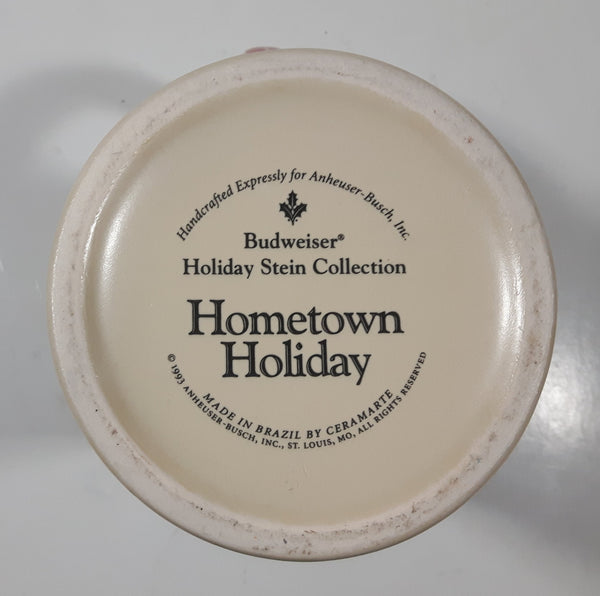 Handcrafted Expressly for Anheuser-Busch, Inc.
Budweiser®
Holiday Stein Collection
Hometown
Holiday
MADE IN BRAZIL BY CERAMARTE
© 1993 ANHEUSER-BUSCH, INC., ST. LOUIS, MO, ALL RIGHTS RESERVED